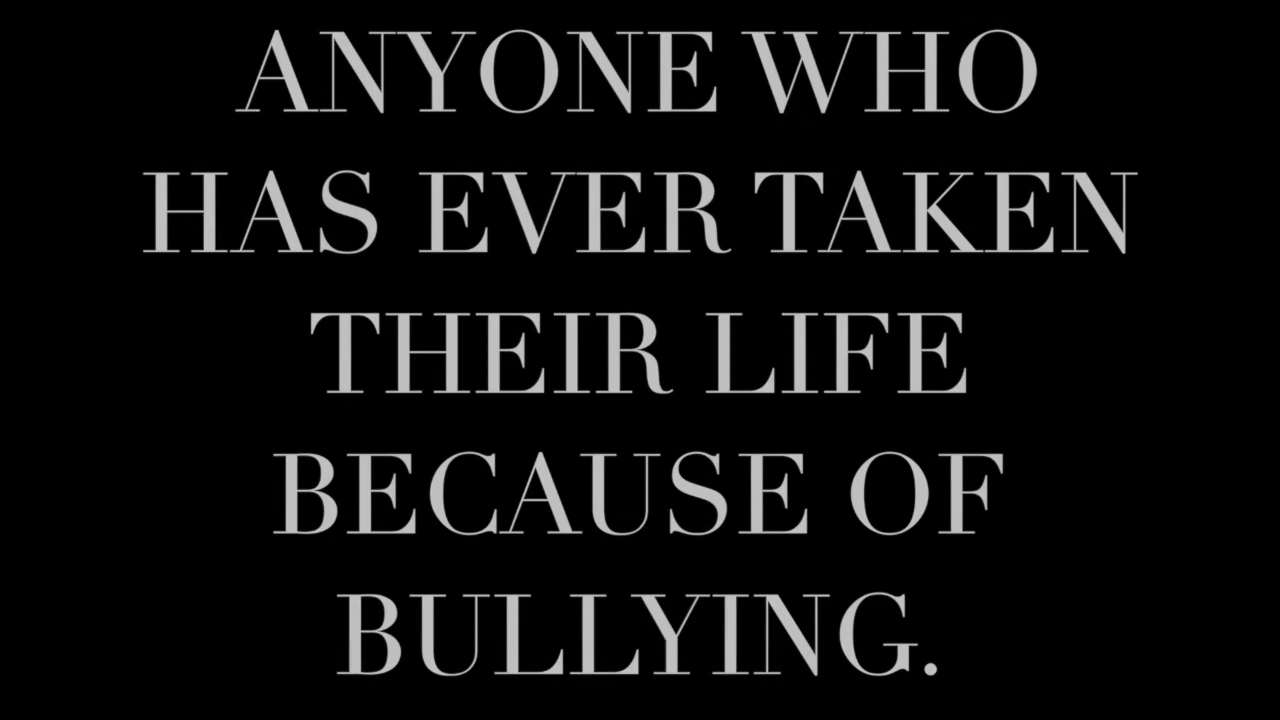 ANYONE WHO
HAS EVER TAKEN
THEIR LIFE
BECAUSE OF
BULLYING.